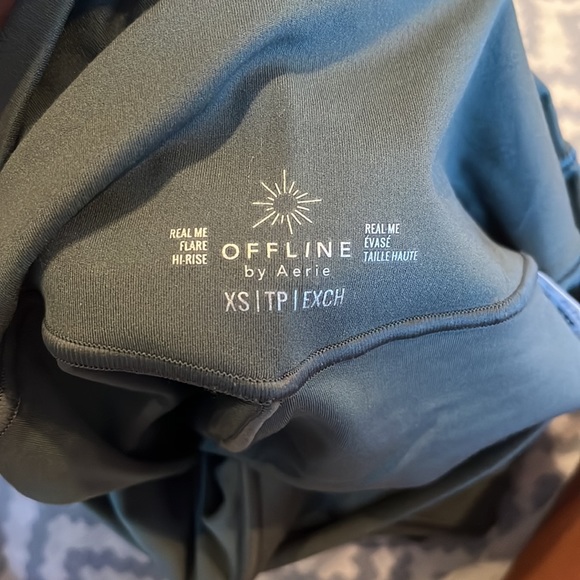 REAL ME
FLARE
HI-RISE
OFFLINE
by Aerie
REAL ME
ÉVASÉ
TAILLE HAUTE
XS|TP|EXCH